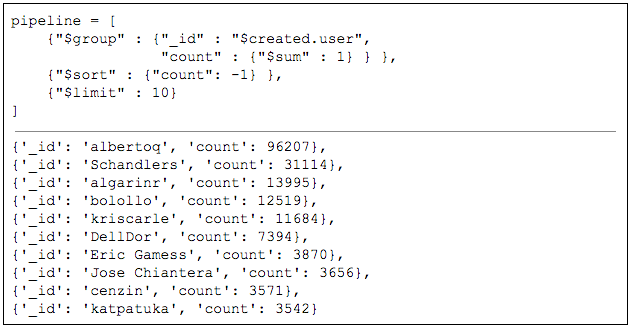 pipeline = [
    {"$group" : {"_id" : "$created.user",
                 "count" : {"$sum" : 1} } },
    {"$sort" : {"count": -1} },
    {"$limit" : 10}
]
{'_id': 'albertoq', 'count': 96207},
{'_id': 'Schandlers', 'count': 31114},
{'_id': 'algarinr', 'count': 13995},
{'_id': 'bolollo', 'count': 12519},
{'_id': 'kriscarle', 'count': 11684},
{'_id': 'DellDor', 'count': 7394},
{'_id': 'Eric Gamess', 'count': 3870},
{'_id': 'Jose Chiantera', 'count': 3656},
{'_id': 'cenzin', 'count': 3571},
{'_id': 'katpatuka', 'count': 3542}